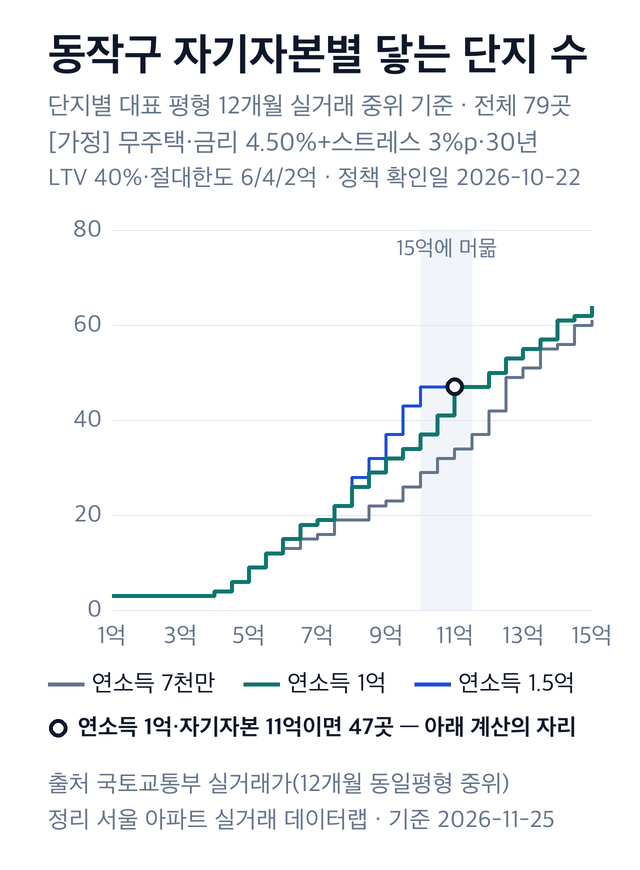 동작구 자기자본별 닿는 단지 수
단지별 대표 평형 12개월 실거래 중위 기준 · 전체 79곳
[가정] 무주택·금리 4.50%+스트레스 3%p·30년
LTV 40%·절대한도 6/4/2억 · 정책 확인일 2026-10-22
80
15억에 머묾
60
40
20
0
1억 3억 5억 7억 9억 11억 13억 15억
연소득 7천만 연소득 1억 연소득 1.5억
연소득 1억·자기자본 11억이면 47곳 — 아래 계산의 자리
출처 국토교통부 실거래가(12개월 동일평형 중위)
정리 서울 아파트 실거래 데이터랩 · 기준 2026-11-25